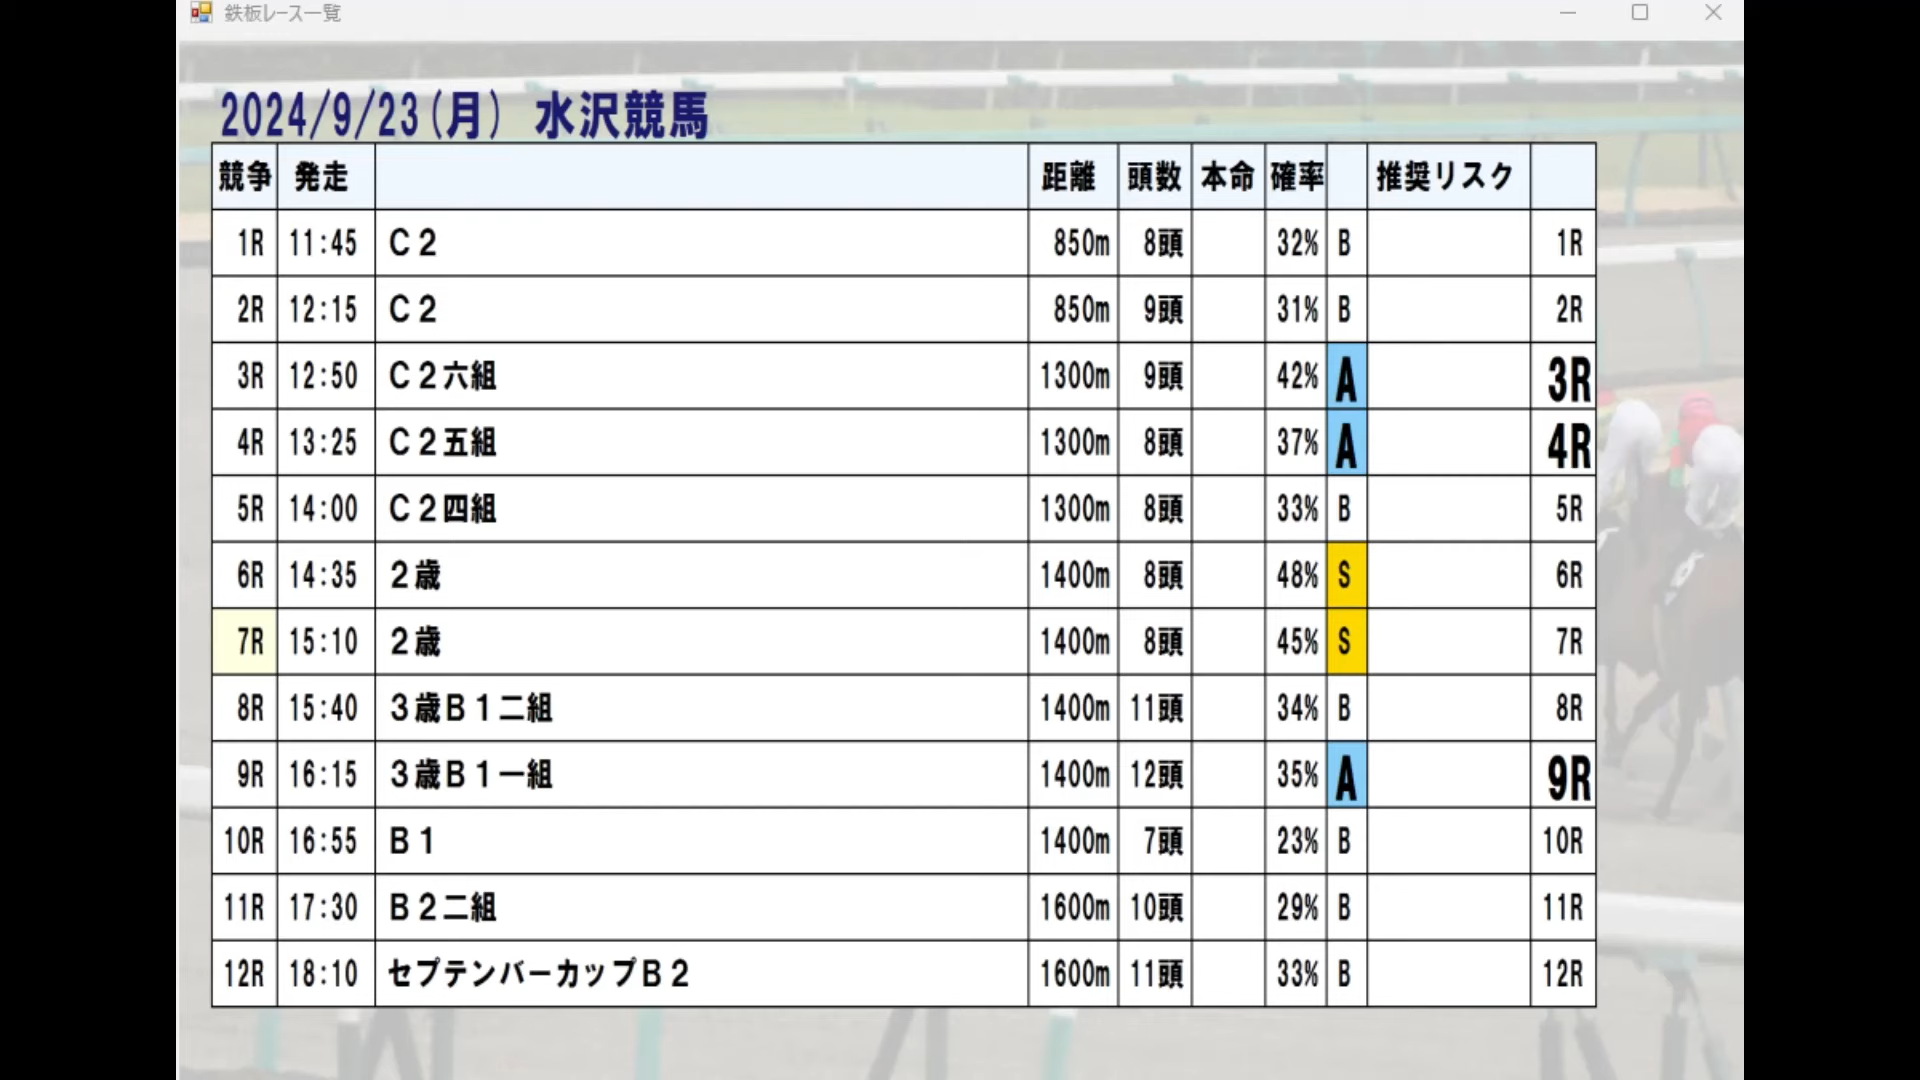 鉄板レース一覧
2024/9/23(月) 水沢競馬
競争 発走 距離 頭数 本命 確率 推奨リスク
1R 11:45 C2 850m 8頭 32% B 1R
2R 12:15 C2 850m 9頭 31% B 2R
3R 12:50 C2六組 1300m 9頭 42% A 3R
4R 13:25 C2五組 1300m 8頭 37% A 4R
5R 14:00 C2四組 1300m 8頭 33% B 5R
6R 14:35 2歳 1400m 8頭 48% S 6R
7R 15:10 2歳 1400m 8頭 45% S 7R
8R 15:40 3歳B1二組 1400m 11頭 34% B 8R
9R 16:15 3歳B1一組 1400m 12頭 35% A 9R
10R 16:55 B1 1400m 7頭 23% B 10R
11R 17:30 B2二組 1600m 10頭 29% B 11R
12R 18:10 セプテンバーカップB2 1600m 11頭 33% B 12R